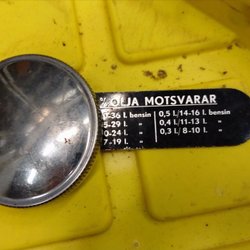 % OLJA MOTSVARAR
-36 l. bensin 0,5 l./14-16 l. bensin
5-29 l. " 0,4 l./11-13 l. "
0-24 l. " 0,3 l./ 8-10 l. "
7-19 l. "